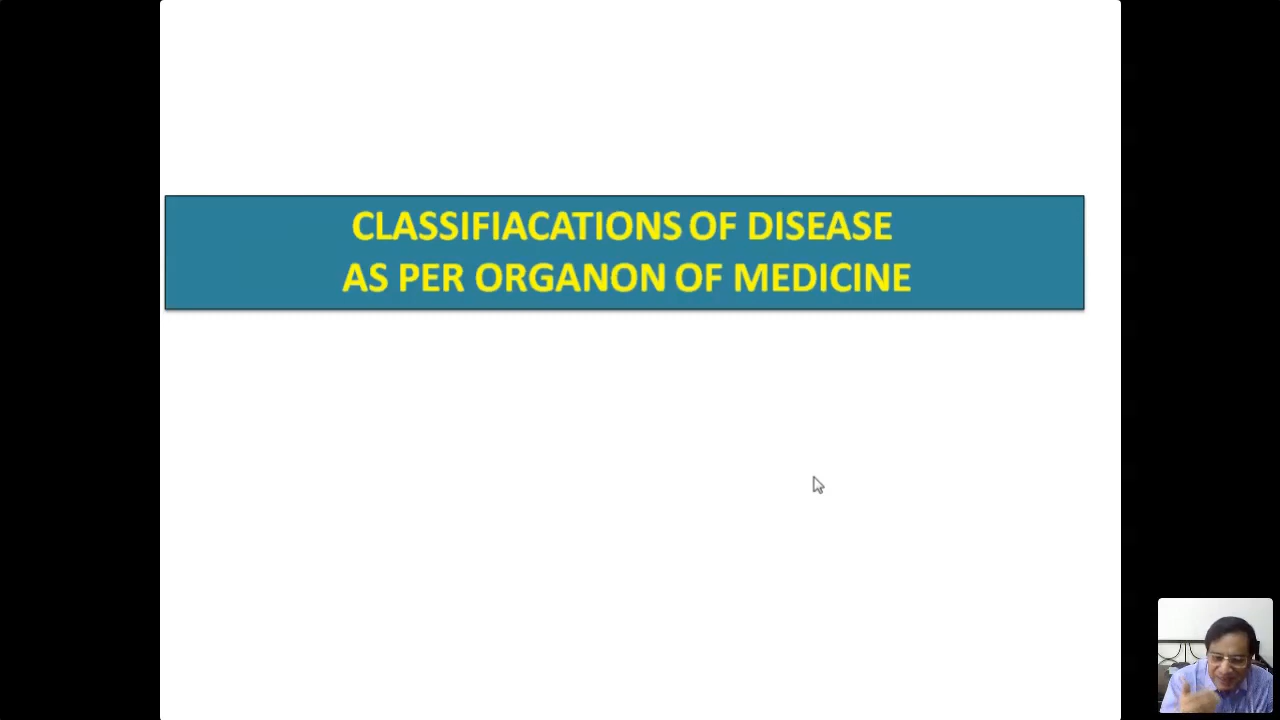 CLASSIFIACATIONS OF DISEASE
AS PER ORGANON OF MEDICINE